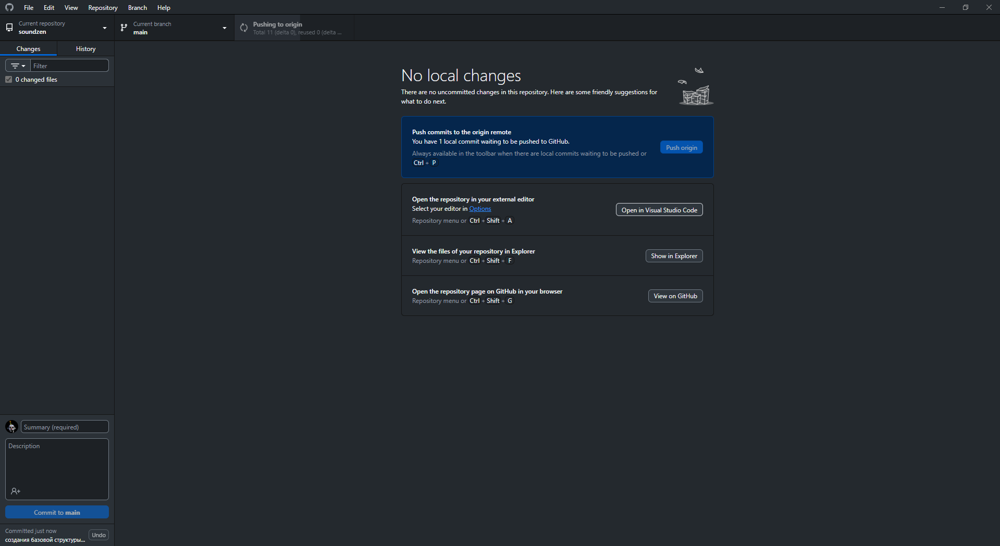 File Edit View Repository Branch Help
Current repository
soundzen
Current branch
main
Pushing to origin
Total 11 (delta 0), reused 0 (delta ...
Changes History
Filter
0 changed files
No local changes
There are no uncommitted changes in this repository. Here are some friendly suggestions for
what to do next.
Push commits to the origin remote
You have 1 local commit waiting to be pushed to GitHub.
Always available in the toolbar when there are local commits waiting to be pushed or
Ctrl + P
Push origin
Open the repository in your external editor
Select your editor in Options
Repository menu or Ctrl + Shift + A
Open in Visual Studio Code
View the files of your repository in Explorer
Repository menu or Ctrl + Shift + F
Show in Explorer
Open the repository page on GitHub in your browser
Repository menu or Ctrl + Shift + G
View on GitHub
Summary (required)
Description
Commit to main
Committed just now
создания базовой структуры...
Undo